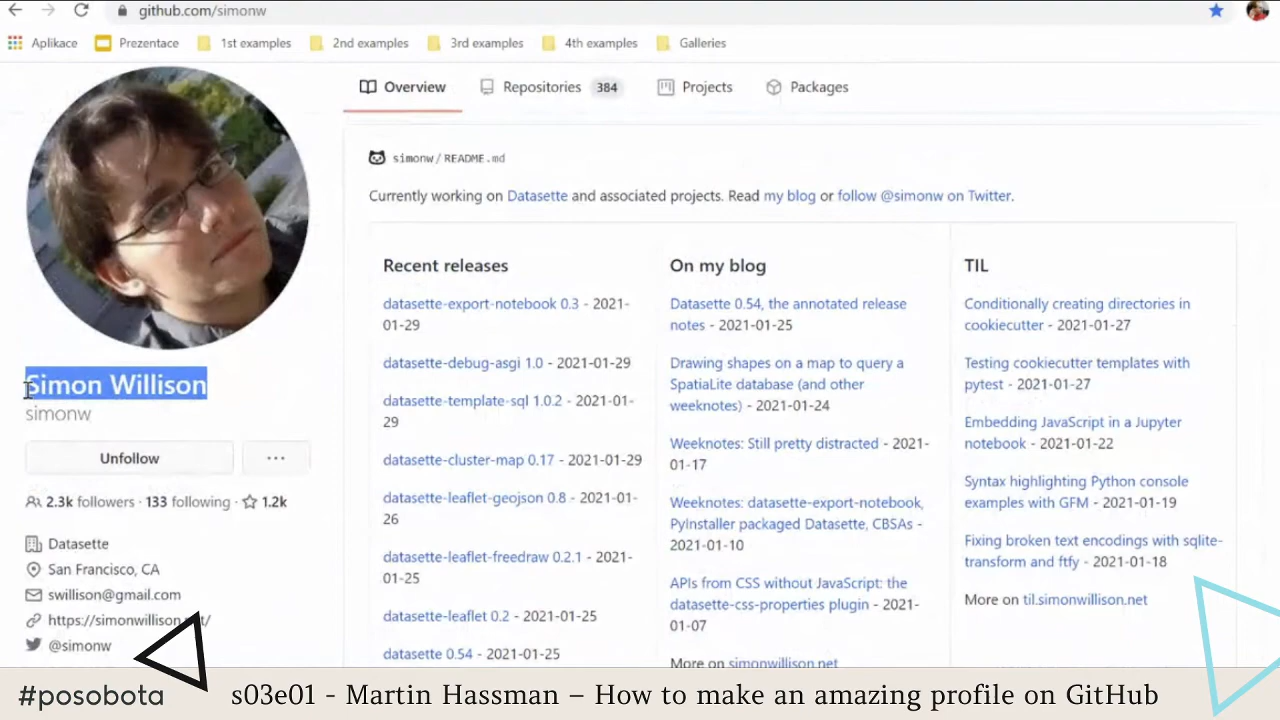 github.com/simonw
Aplikace
Prezentace
1st examples
2nd examples
3rd examples
4th examples
Galleries
Overview
Repositories 384
Projects
Packages
simonw/README.md
Currently working on Datasette and associated projects. Read my blog or follow @simonw on Twitter.
Recent releases
datasette-export-notebook 0.3 - 2021-
01-29
datasette-debug-asgi 1.0 - 2021-01-29
datasette-template-sql 1.0.2 - 2021-01-
29
datasette-cluster-map 0.17 - 2021-01-29
datasette-leaflet-geojson 0.8 - 2021-01-
26
datasette-leaflet-freedraw 0.2.1 - 2021-
01-25
datasette-leaflet 0.2 - 2021-01-25
datasette 0.54 - 2021-01-25
On my blog
Datasette 0.54, the annotated release
notes - 2021-01-25
Drawing shapes on a map to query a
SpatiaLite database (and other
weeknotes) - 2021-01-24
Weeknotes: Still pretty distracted - 2021-
01-17
Weeknotes: datasette-export-notebook,
PyInstaller packaged Datasette, CBSAs -
2021-01-10
APIs from CSS without JavaScript: the
datasette-css-properties plugin - 2021-
01-07
More on simonwillison.net
TIL
Conditionally creating directories in
cookiecutter - 2021-01-27
Testing cookiecutter templates with
pytest - 2021-01-27
Embedding JavaScript in a Jupyter
notebook - 2021-01-22
Syntax highlighting Python console
examples with GFM - 2021-01-19
Fixing broken text encodings with sqlite-
transform and ftfy - 2021-01-18
More on til.simonwillison.net
Simon Willison
simonw
Unfollow
2.3k followers · 133 following · 1.2k
Datasette
San Francisco, CA
swillison@gmail.com
https://simonwillison.net/
@simonw
#posobota
s03e01 - Martin Hassman – How to make an amazing profile on GitHub